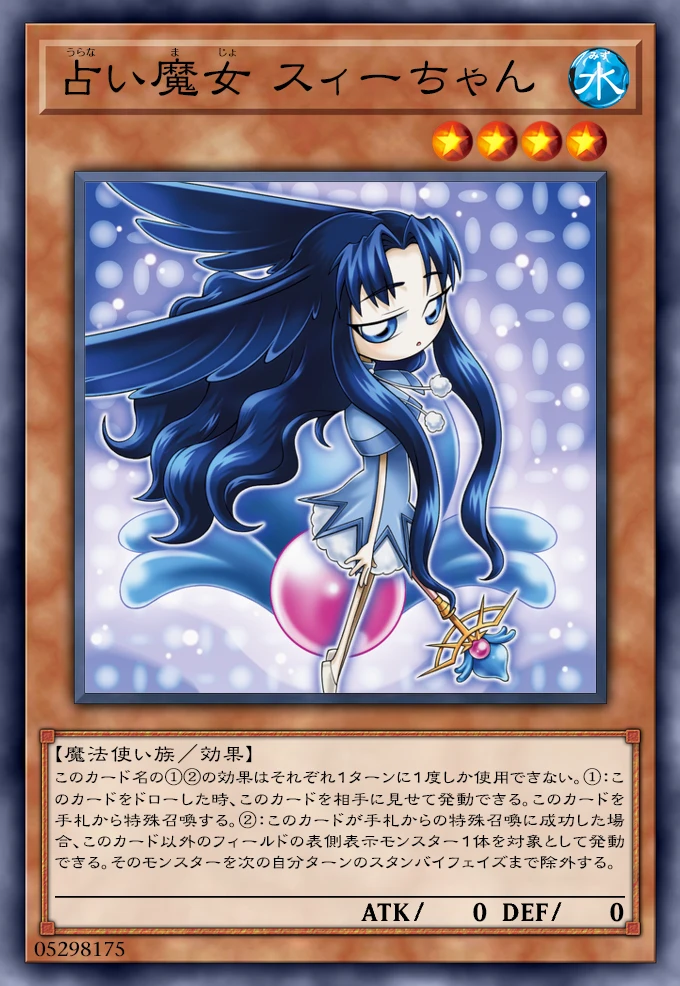 占い魔女 スィーちゃん
水
【魔法使い族／効果】
このカード名の①②の効果はそれぞれ1ターンに1度しか使用できない。①：こ
のカードをドローした時、このカードを相手に見せて発動できる。このカードを
手札から特殊召喚する。②：このカードが手札からの特殊召喚に成功した場
合、このカード以外のフィールドの表側表示モンスター1体を対象として発動
できる。そのモンスターを次の自分ターンのスタンバイフェイズまで除外する。
ATK/ 0 DEF/ 0
05298175